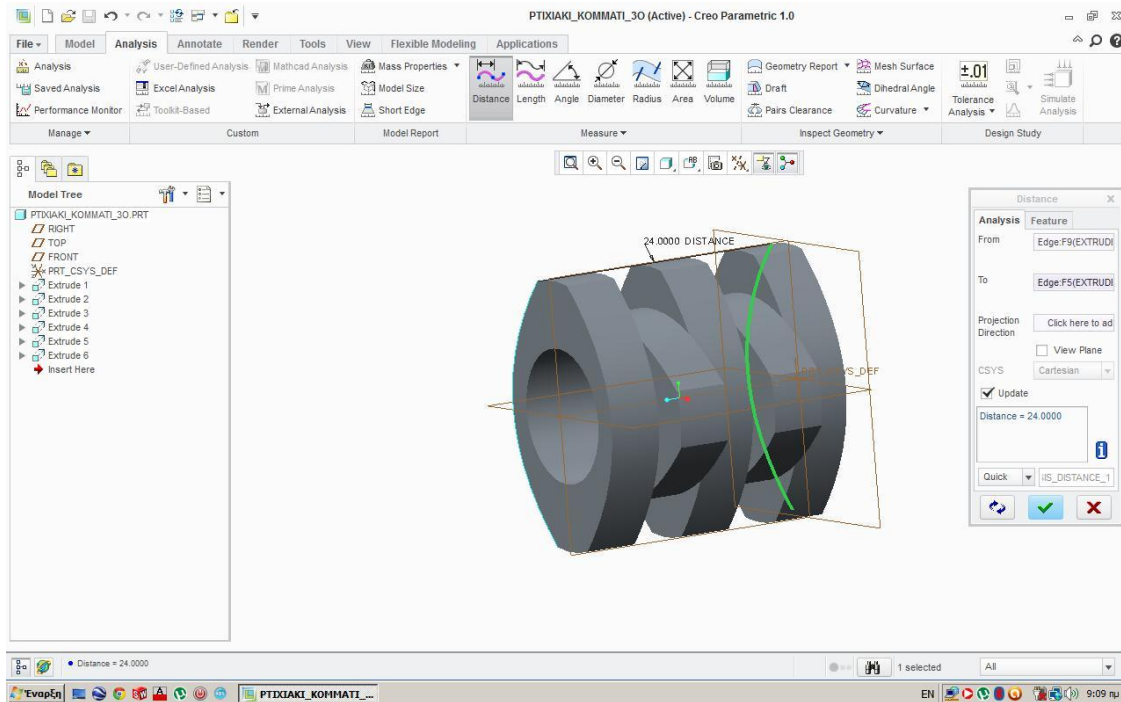 PTIXIAKI_KOMMATI_3O (Active) - Creo Parametric 1.0
File Model Analysis Annotate Render Tools View Flexible Modeling Applications
Analysis User-Defined Analysis Mathcad Analysis Mass Properties Geometry Report Mesh Surface
Saved Analysis Excel Analysis Prime Analysis Model Size Draft Dihedral Angle
Performance Monitor Toolkit-Based External Analysis Short Edge Pairs Clearance Curvature
Distance Length Angle Diameter Radius Area Volume
±.01
Tolerance Analysis
Simulate Analysis
Manage Custom Model Report Measure Inspect Geometry Design Study
Model Tree
PTIXIAKI_KOMMATI_3O.PRT
RIGHT
TOP
FRONT
PRT_CSYS_DEF
Extrude 1
Extrude 2
Extrude 3
Extrude 4
Extrude 5
Extrude 6
Insert Here
24.0000 DISTANCE
Distance X
Analysis Feature
From Edge:F9(EXTRUDI
To Edge:F5(EXTRUDI
Projection Direction Click here to ad
View Plane
CSYS Cartesian
Update
Distance = 24.0000
Quick IIS_DISTANCE_1
Distance = 24.0000
1 selected All
Έναρξη PTIXIAKI_KOMMATI_... EN 9:09 πμ